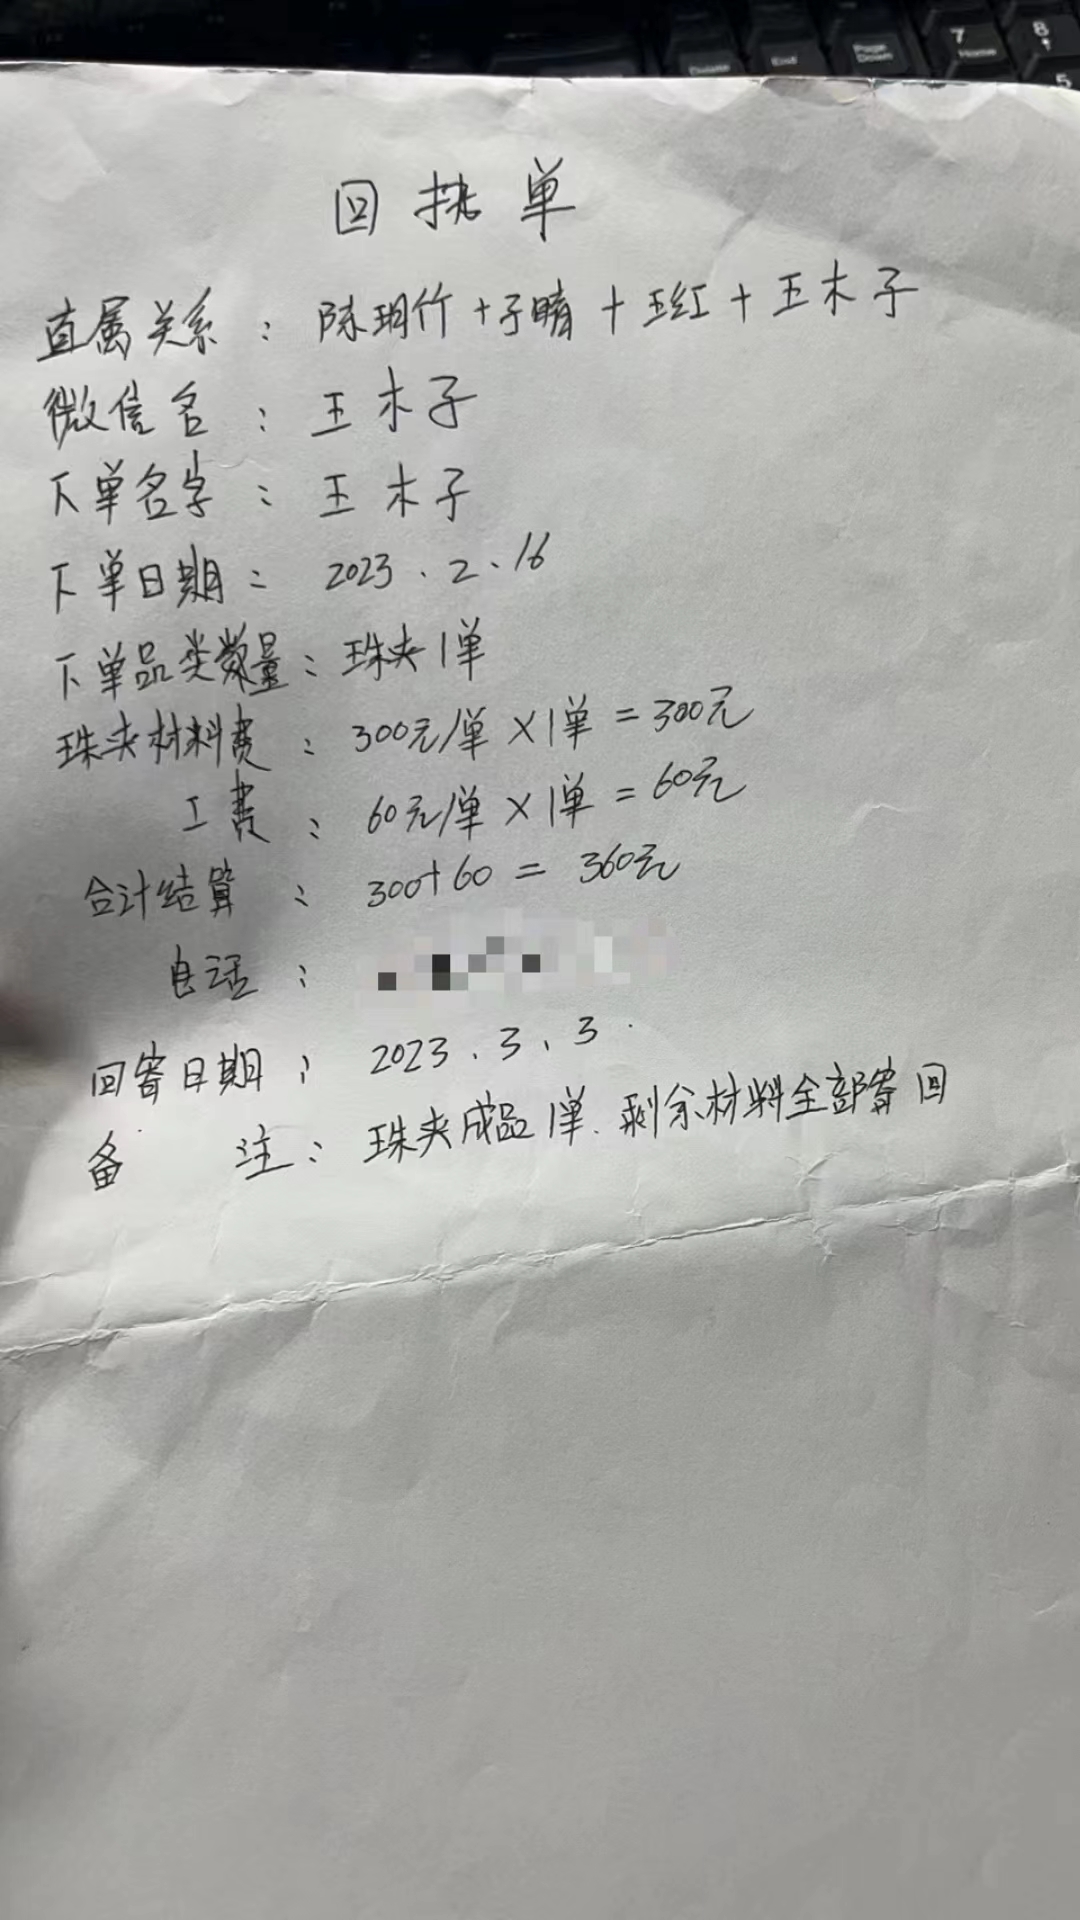 7
Home
8
5
Page
Down
End
Delete
回执单
直属关系：陈玥竹+子晴+王红+王木子
微信名：王木子
下单名字：王木子
下单日期：2023.2.16
下单品类数量：珠夹1单
珠夹材料费：300元/单×1单=300元
工费：60元/单×1单=60元
合计结算：300+60=360元
电话：
回寄日期：2023.3.3.
备 注：珠夹成品1单.剩余材料全部寄回